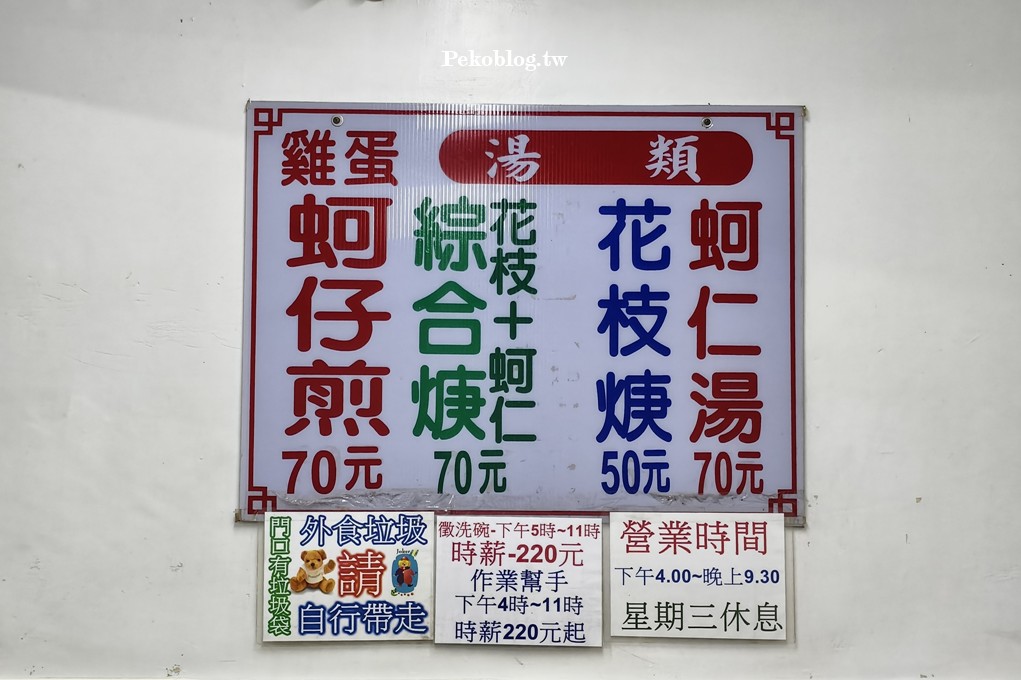 Pekoblog.tw
湯類
蚵仁湯
70元
花枝焿
50元
花枝+蚵仁
綜合焿
70元
雞蛋
蚵仔煎
70元
門口有垃圾袋
外食垃圾
請
自行帶走
徵洗碗-下午5時~11時
時薪-220元
作業幫手
下午4時~11時
時薪220元起
營業時間
下午4.00~晚上9.30
星期三休息